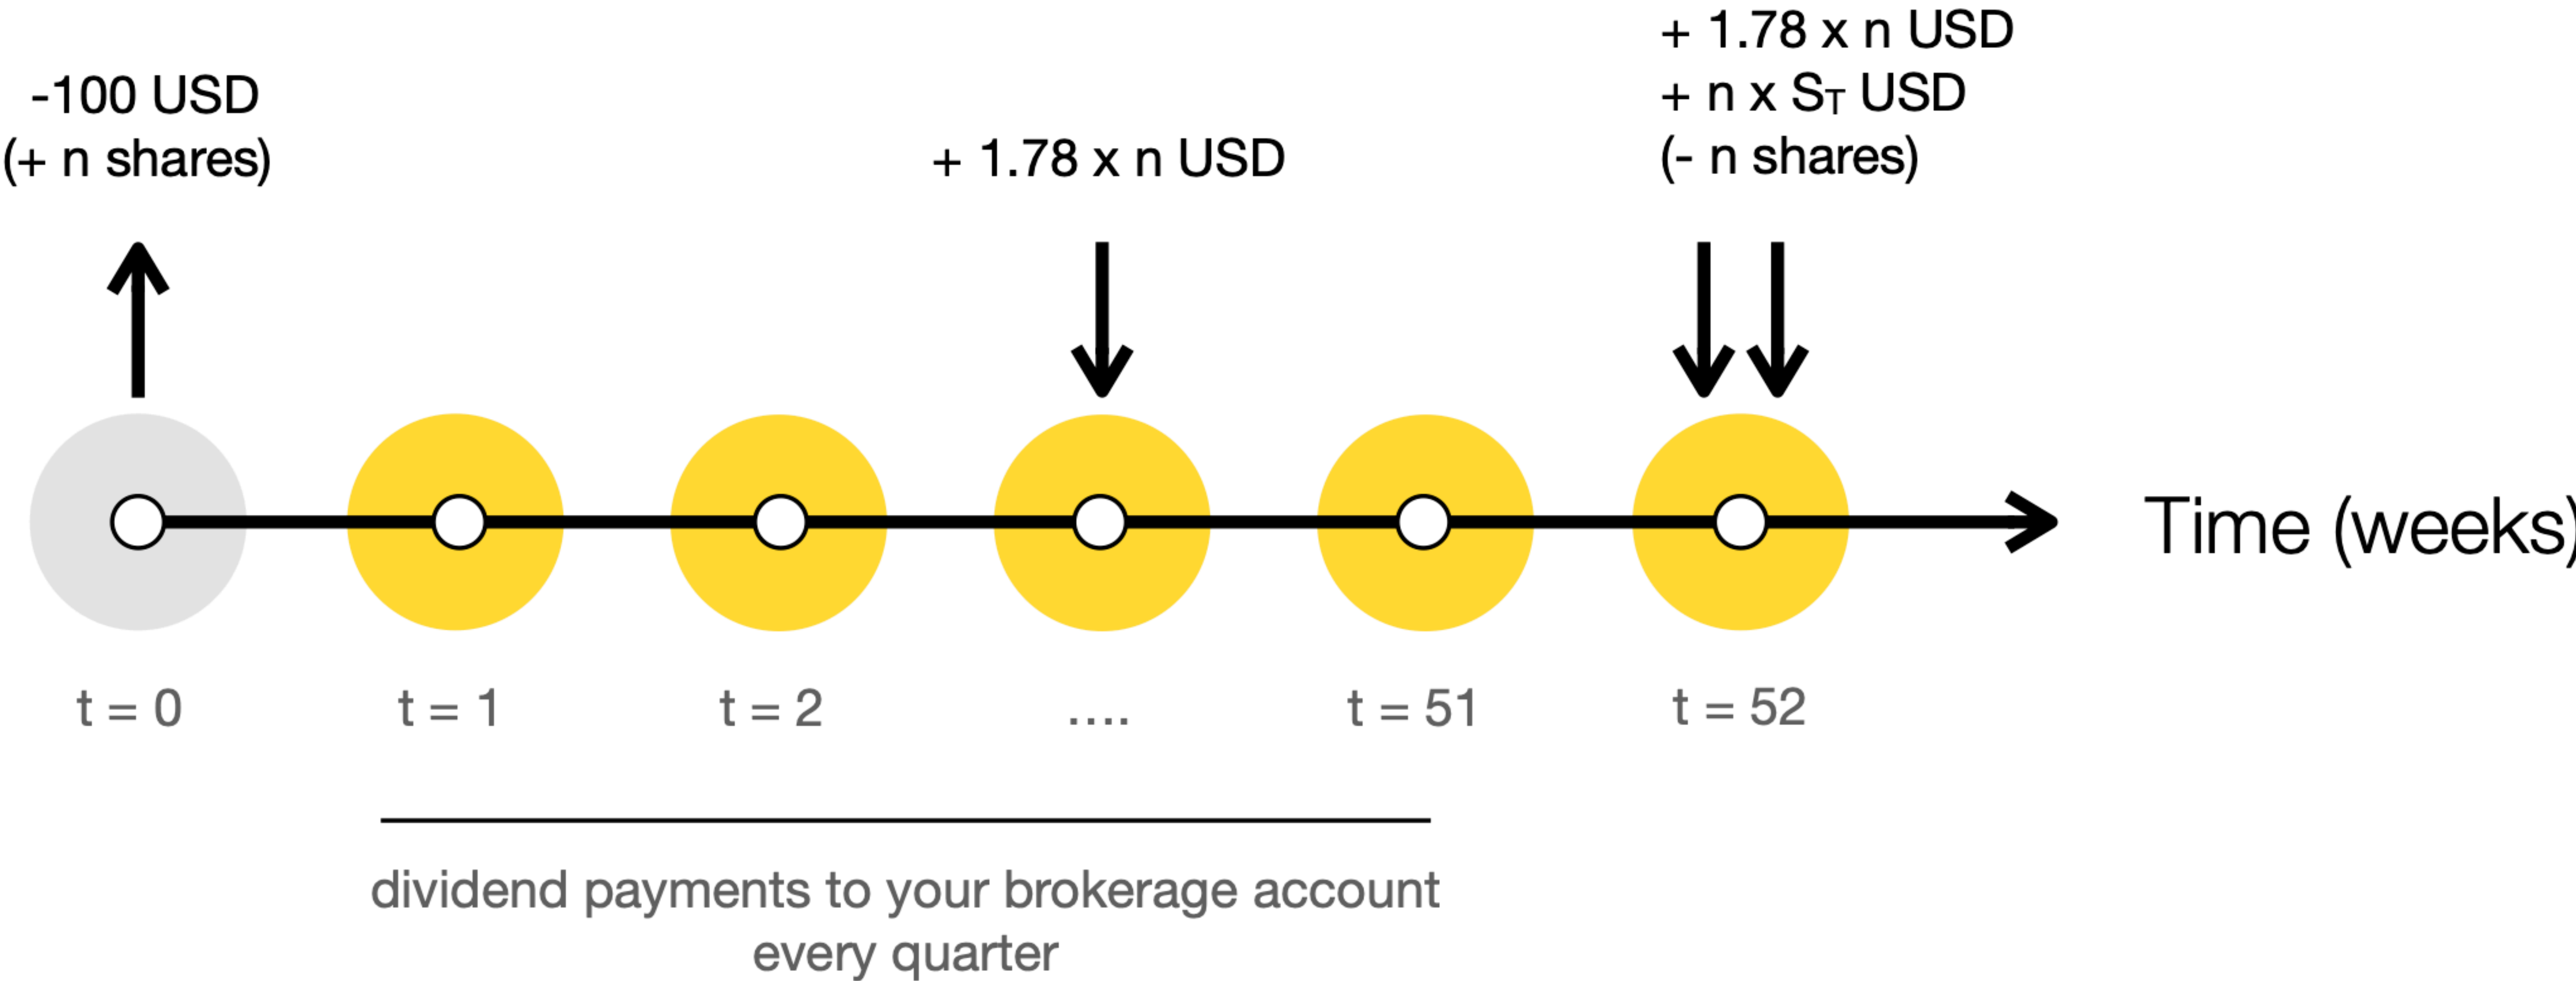 -100 USD
(+ n shares)
+ 1.78 x n USD
+ 1.78 x n USD
+ n x S_T USD
(- n shares)
Time (weeks)
t = 0
t = 1
t = 2
....
t = 51
t = 52
dividend payments to your brokerage account
every quarter